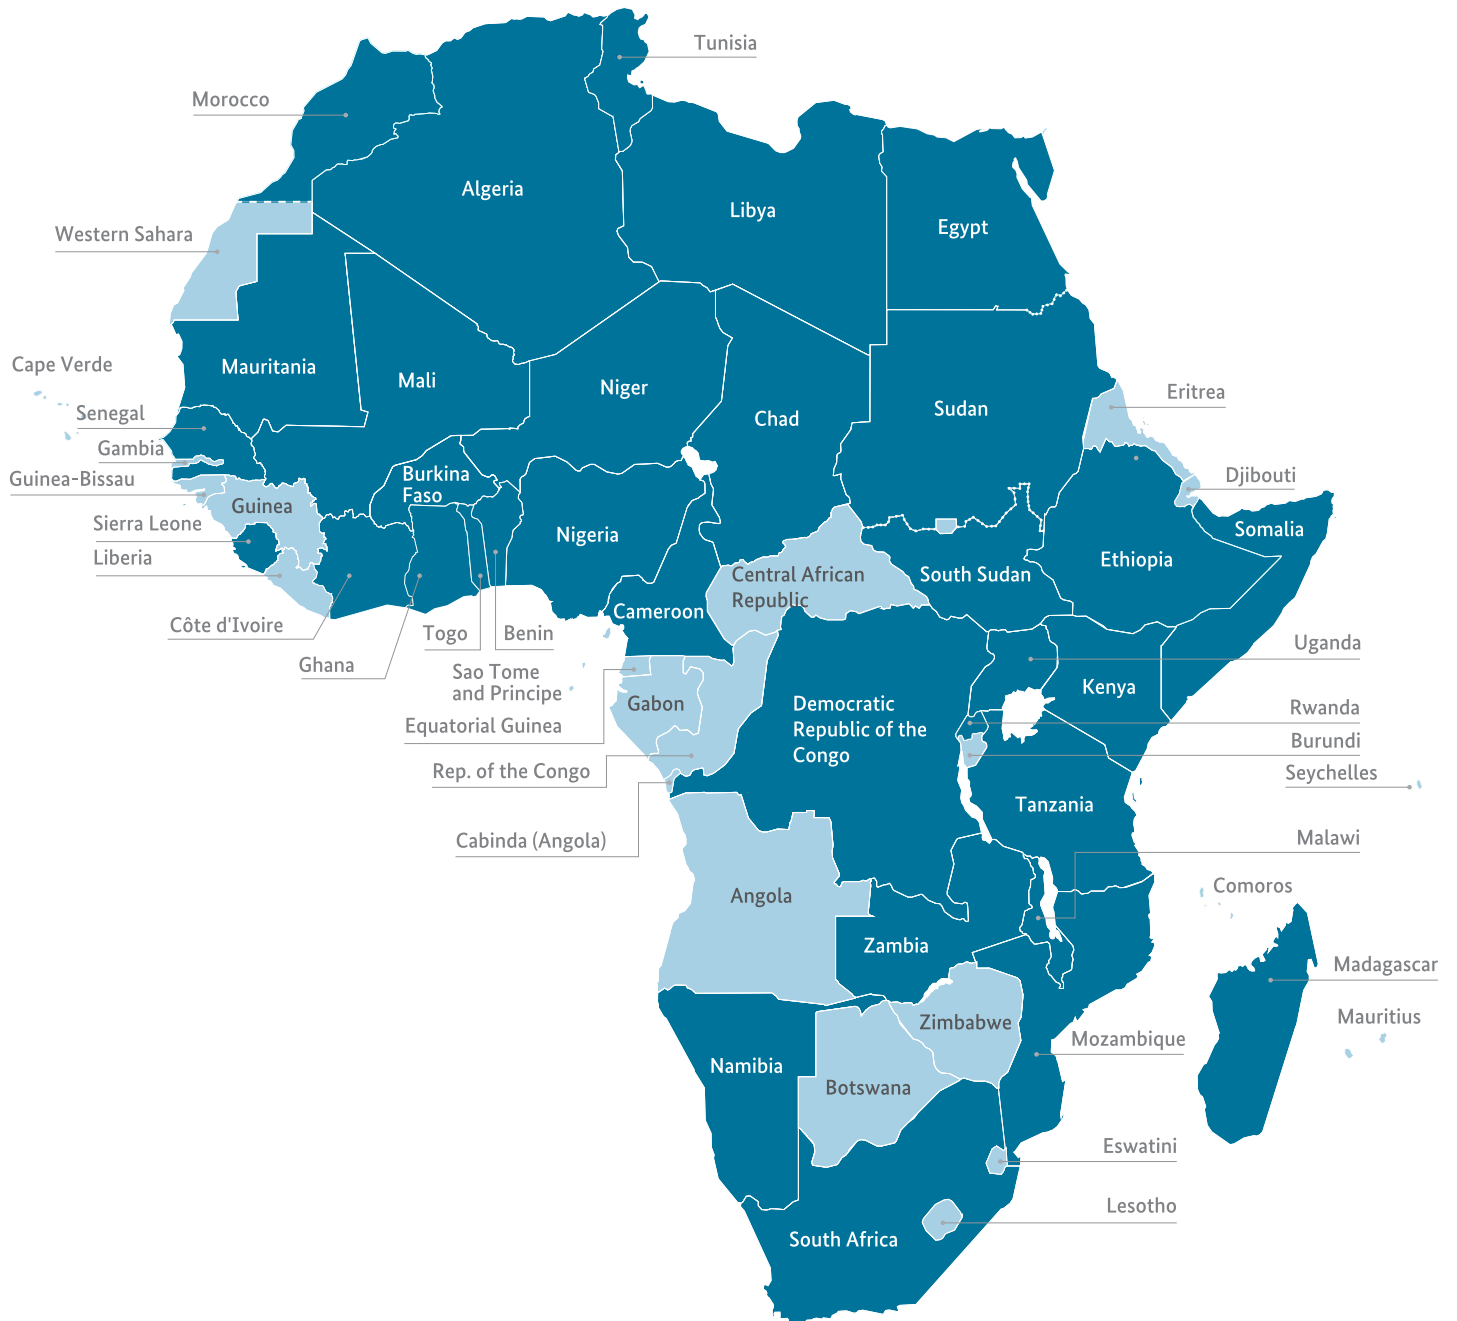 Tunisia
Morocco
Algeria
Libya
Egypt
Western Sahara
Mauritania
Mali
Niger
Chad
Sudan
Eritrea
Cape Verde
Senegal
Gambia
Guinea-Bissau
Guinea
Burkina
Faso
Djibouti
Sierra Leone
Liberia
Nigeria
Somalia
Ethiopia
Central African
Republic
South Sudan
Cameroon
Côte d'Ivoire
Ghana
Togo
Benin
Sao Tome
and Principe
Uganda
Kenya
Equatorial Guinea
Gabon
Democratic
Republic of the
Congo
Rwanda
Burundi
Rep. of the Congo
Seychelles
Tanzania
Cabinda (Angola)
Malawi
Angola
Comoros
Zambia
Madagascar
Mauritius
Zimbabwe
Mozambique
Namibia
Botswana
Eswatini
Lesotho
South Africa